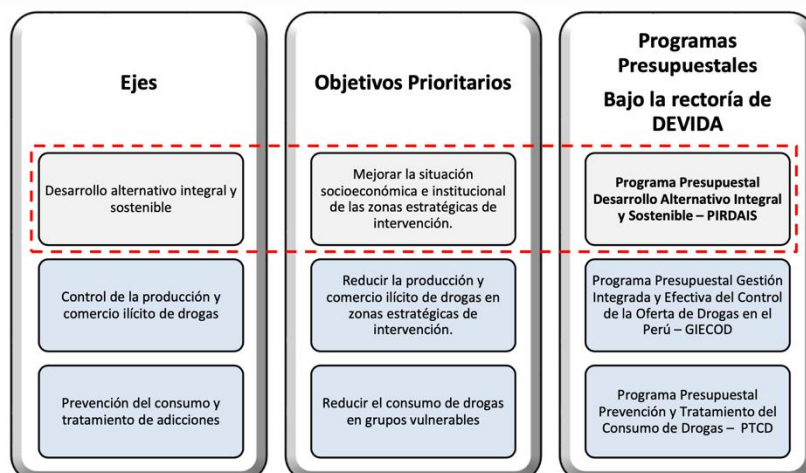 Ejes
Desarrollo alternativo integral y
sostenible
Control de la producción y
comercio ilícito de drogas
Prevención del consumo y
tratamiento de adicciones
Objetivos Prioritarios
Mejorar la situación
socioeconómica e institucional
de las zonas estratégicas de
intervención.
Reducir la producción y
comercio ilícito de drogas en
zonas estratégicas de
intervención.
Reducir el consumo de drogas
en grupos vulnerables
Programas
Presupuestales
Bajo la rectoría de
DEVIDA
Programa Presupuestal
Desarrollo Alternativo Integral
y Sostenible – PIRDAIS
Programa Presupuestal Gestión
Integrada y Efectiva del Control
de la Oferta de Drogas en el
Perú – GIECOD
Programa Presupuestal
Prevención y Tratamiento del
Consumo de Drogas – PTCD